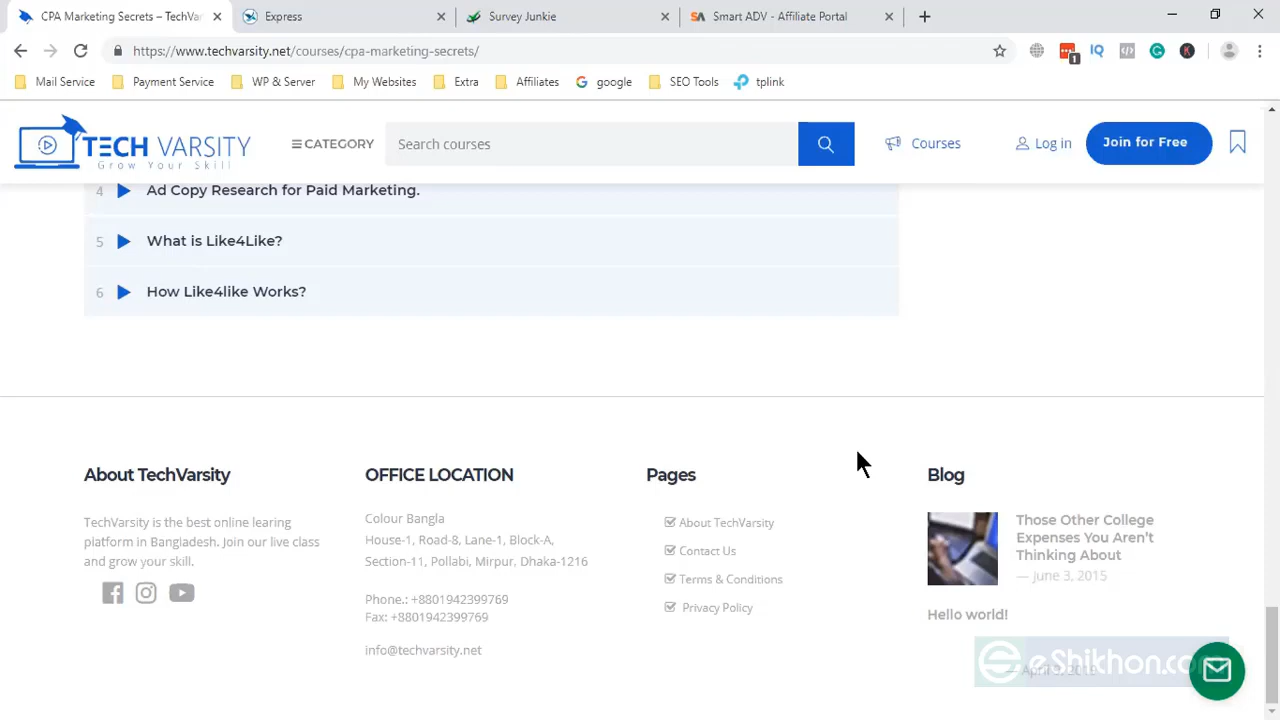 CPA Marketing Secrets – TechVar
Express
Survey Junkie
Smart ADV - Affiliate Portal
https://www.techvarsity.net/courses/cpa-marketing-secrets/
1
IQ
K
Mail Service
Payment Service
WP & Server
My Websites
Extra
Affiliates
google
SEO Tools
tplink
TECH VARSITY
Grow Your Skill
CATEGORY
Search courses
Courses
Log in
Join for Free
4 Ad Copy Research for Paid Marketing.
5 What is Like4Like?
6 How Like4like Works?
About TechVarsity
TechVarsity is the best online learing
platform in Bangladesh. Join our live class
and grow your skill.
OFFICE LOCATION
Colour Bangla
House-1, Road-8, Lane-1, Block-A,
Section-11, Pollabi, Mirpur, Dhaka-1216
Phone.: +8801942399769
Fax: +8801942399769
info@techvarsity.net
Pages
About TechVarsity
Contact Us
Terms & Conditions
Privacy Policy
Blog
Those Other College
Expenses You Aren't
Thinking About
— June 3, 2015
Hello world!
eShikhon.com